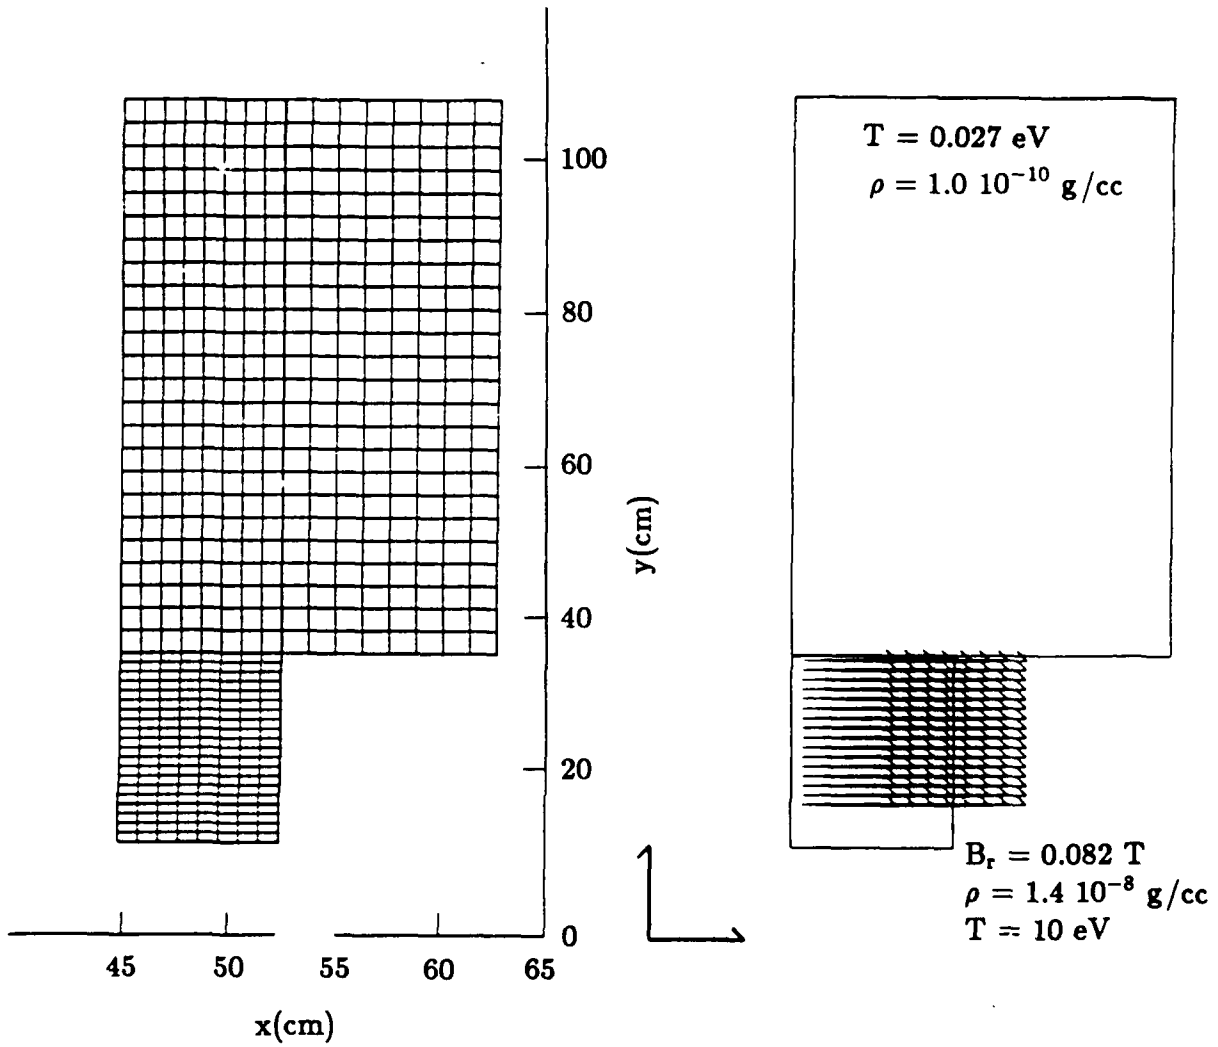 100
80
60
40
20
0
45 50 55 60 65
x(cm)
y(cm)
T = 0.027 eV
ρ = 1.0 10⁻¹⁰ g/cc
Bᵣ = 0.082 T
ρ = 1.4 10⁻⁸ g/cc
T = 10 eV